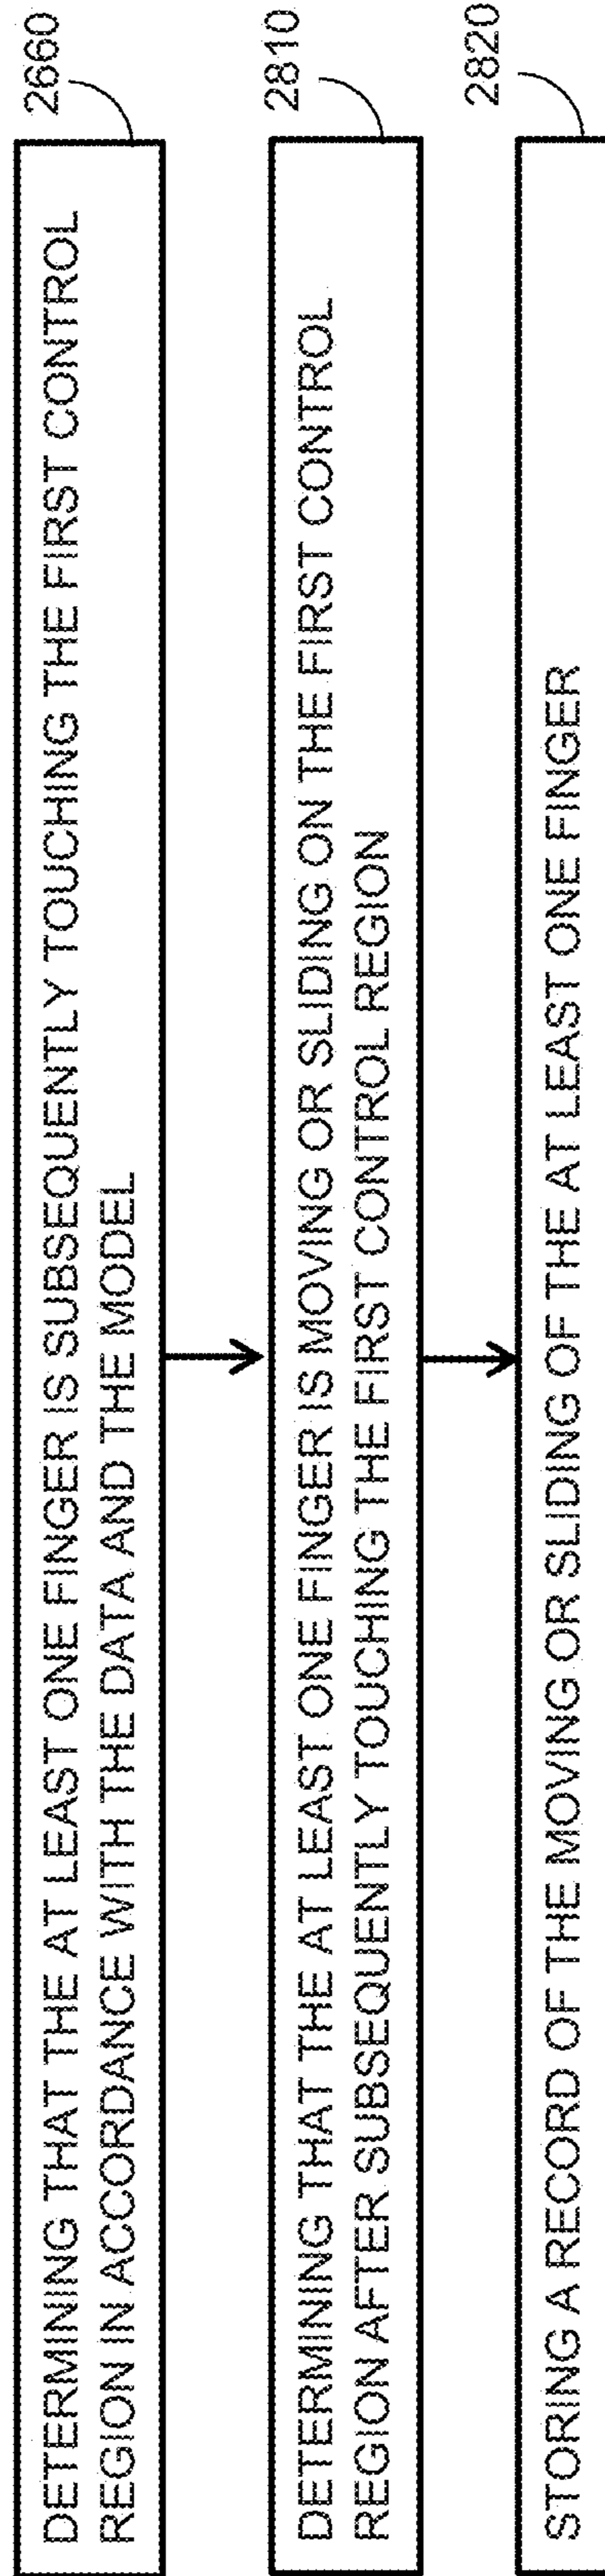 2660
DETERMINING THAT THE AT LEAST ONE FINGER IS SUBSEQUENTLY TOUCHING THE FIRST CONTROL
REGION IN ACCORDANCE WITH THE DATA AND THE MODEL
2810
DETERMINING THAT THE AT LEAST ONE FINGER IS MOVING OR SLIDING ON THE FIRST CONTROL
REGION AFTER SUBSEQUENTLY TOUCHING THE FIRST CONTROL REGION
2820
STORING A RECORD OF THE MOVING OR SLIDING OF THE AT LEAST ONE FINGER